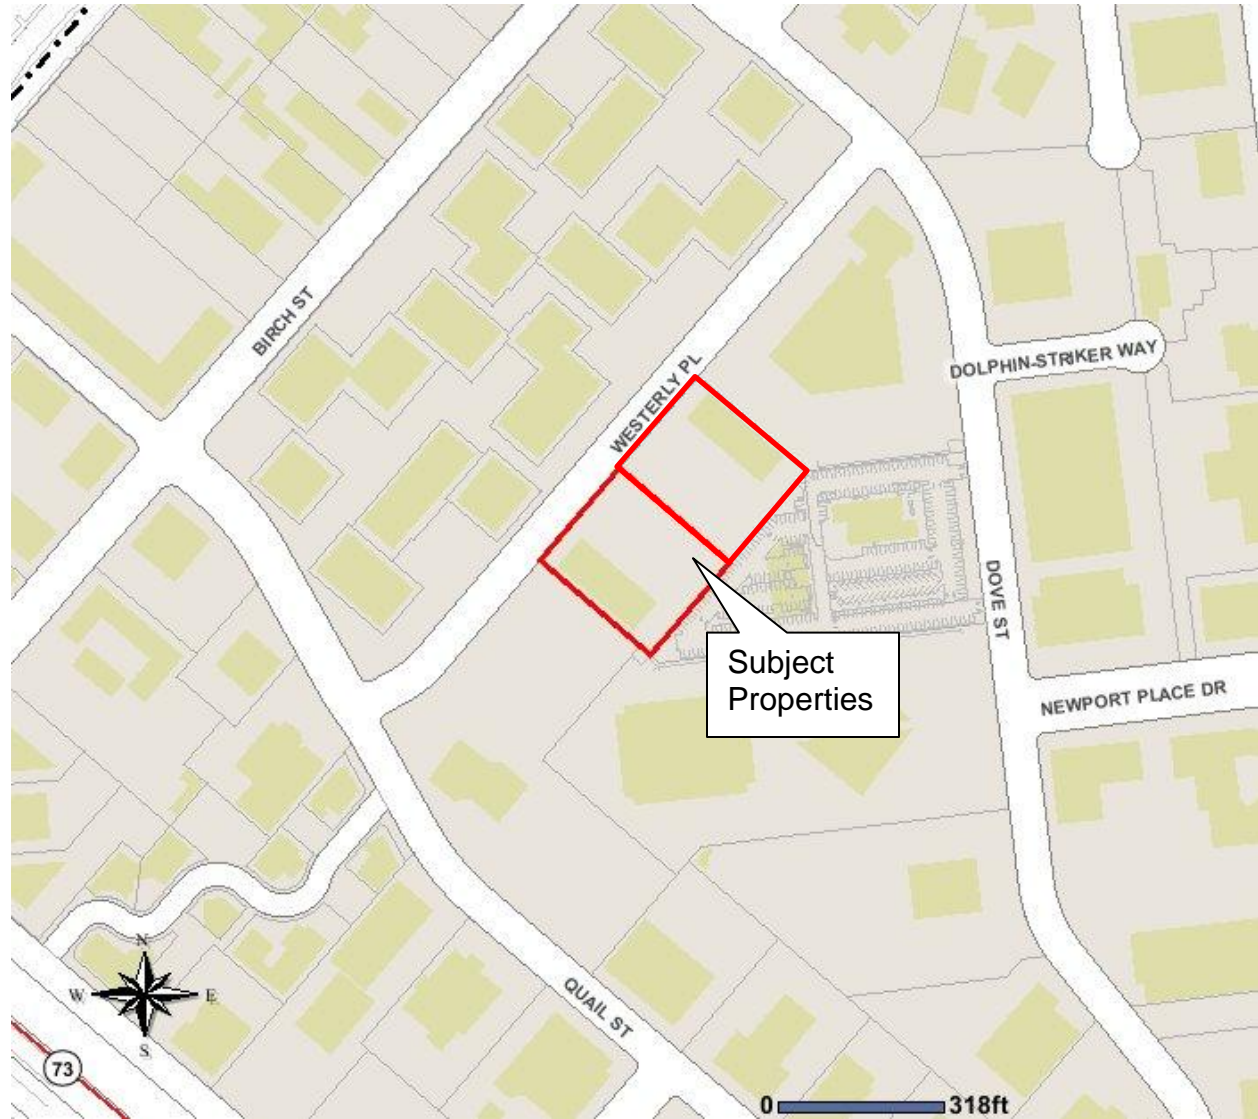 BIRCH ST
WESTERLY PL
DOLPHIN-STRIKER WAY
DOVE ST
Subject
Properties
NEWPORT PLACE DR
N
W E
S
QUAIL ST
73
0 318ft